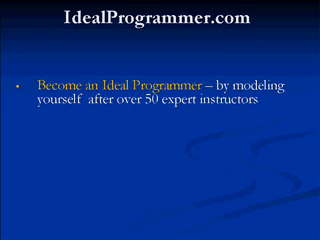 IdealProgrammer.com
• Become an Ideal Programmer – by modeling
yourself after over 50 expert instructors